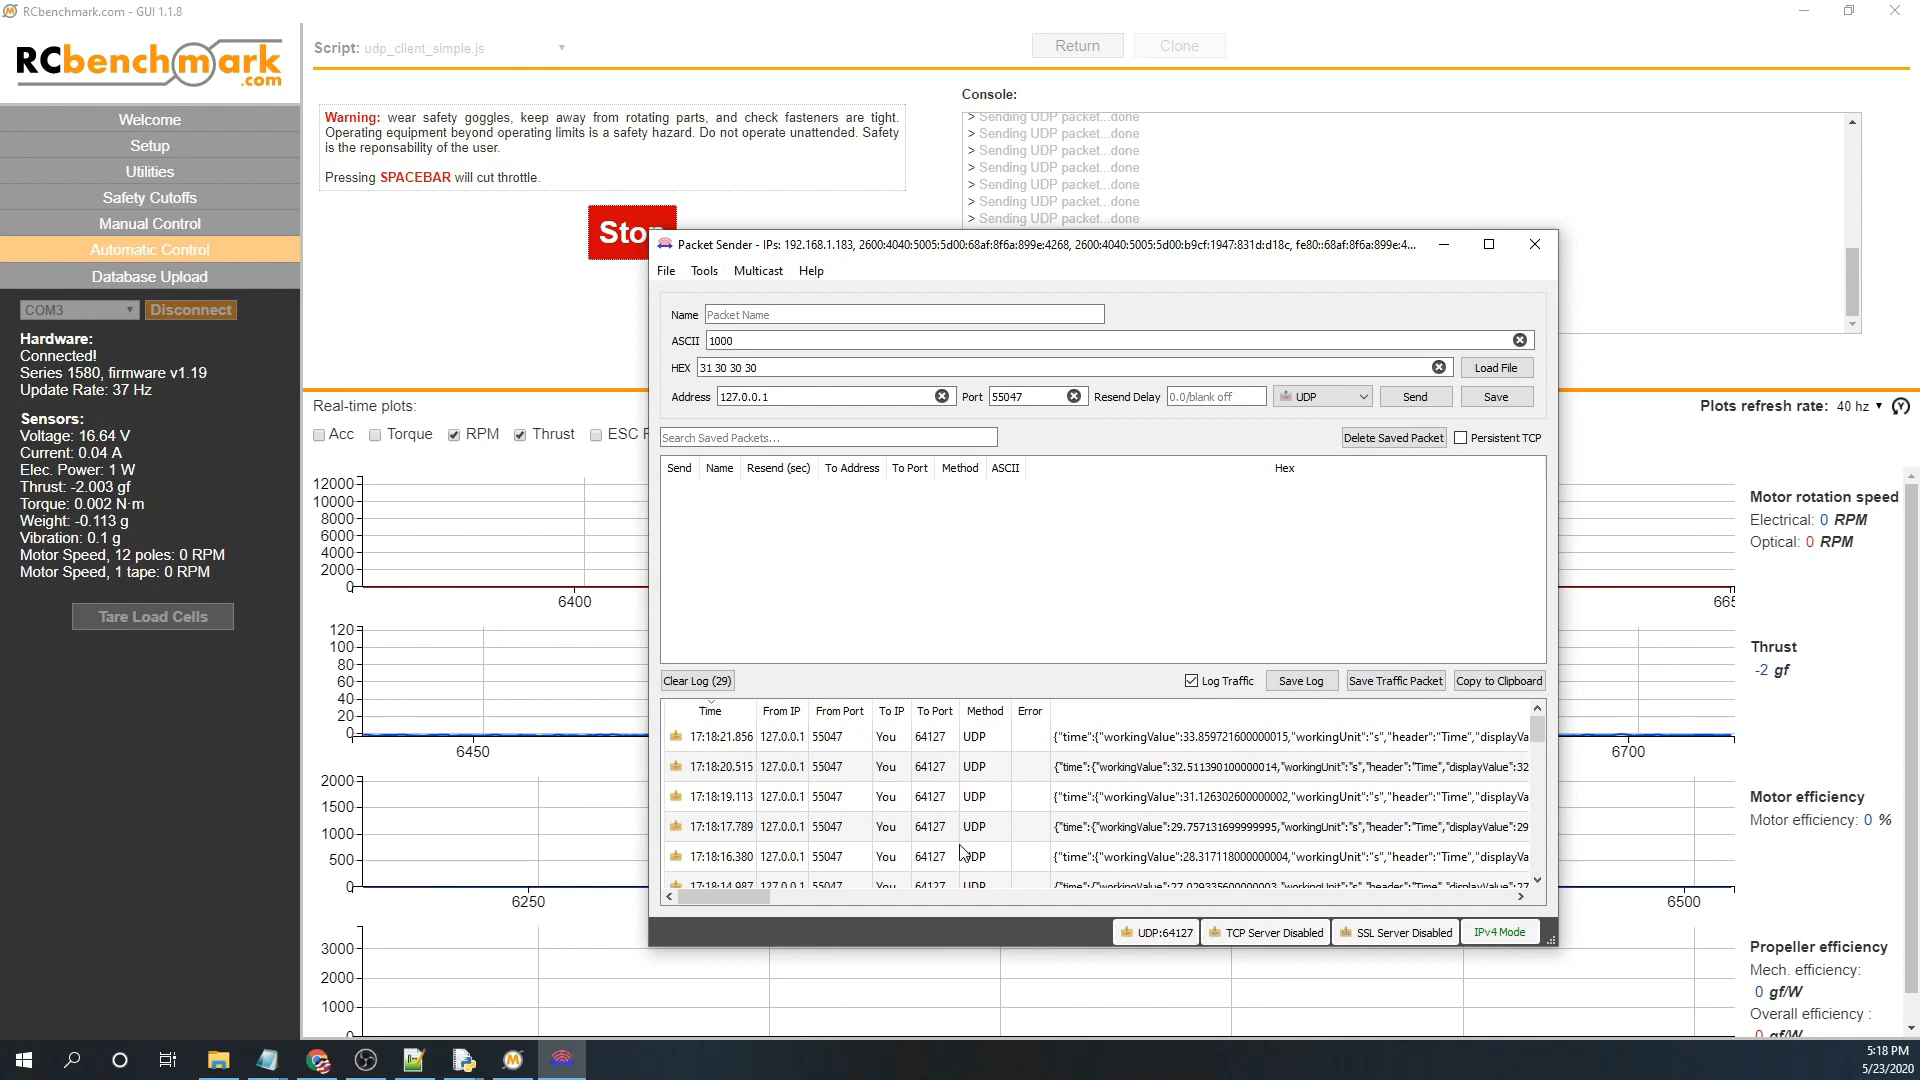 RCbenchmark.com - GUI 1.1.8
RCbenchmark
.com
Welcome
Setup
Utilities
Safety Cutoffs
Manual Control
Automatic Control
Database Upload
COM3
Disconnect
Hardware:
Connected!
Series 1580, firmware v1.19
Update Rate: 37 Hz
Sensors:
Voltage: 16.64 V
Current: 0.04 A
Elec. Power: 1 W
Thrust: -2.003 gf
Torque: 0.002 N·m
Weight: -0.113 g
Vibration: 0.1 g
Motor Speed, 12 poles: 0 RPM
Motor Speed, 1 tape: 0 RPM
Tare Load Cells
Script: udp_client_simple.js
Return Clone
Warning: wear safety goggles, keep away from rotating parts, and check fasteners are tight.
Operating equipment beyond operating limits is a safety hazard. Do not operate unattended. Safety
is the reponsability of the user.
Pressing SPACEBAR will cut throttle.
Console:
> Sending UDP packet...done
> Sending UDP packet...done
> Sending UDP packet...done
> Sending UDP packet...done
> Sending UDP packet...done
> Sending UDP packet...done
> Sending UDP packet...done
Stop
Packet Sender - IPs: 192.168.1.183, 2600:4040:5005:5d00:68af:8f6a:899e:4268, 2600:4040:5005:5d00:b9cf:1947:831d:d18c, fe80::68af:8f6a:899e:4...
File Tools Multicast Help
Name Packet Name
ASCII 1000
HEX 31 30 30 30 Load File
Address 127.0.0.1 Port 55047 Resend Delay 0.0/blank off UDP Send Save
Search Saved Packets... Delete Saved Packet Persistent TCP
Send Name Resend (sec) To Address To Port Method ASCII Hex
Clear Log (29) Log Traffic Save Log Save Traffic Packet Copy to Clipboard
Time From IP From Port To IP To Port Method Error
17:18:21.856 127.0.0.1 55047 You 64127 UDP {"time":{"workingValue":33.859721600000015,"workingUnit":"s","header":"Time","displayVa
17:18:20.515 127.0.0.1 55047 You 64127 UDP {"time":{"workingValue":32.511390100000014,"workingUnit":"s","header":"Time","displayValue":32
17:18:19.113 127.0.0.1 55047 You 64127 UDP {"time":{"workingValue":31.126302600000002,"workingUnit":"s","header":"Time","displayVa
17:18:17.789 127.0.0.1 55047 You 64127 UDP {"time":{"workingValue":29.757131699999995,"workingUnit":"s","header":"Time","displayValue":29
17:18:16.380 127.0.0.1 55047 You 64127 UDP {"time":{"workingValue":28.317118000000004,"workingUnit":"s","header":"Time","displayVa
17:18:14.987 127.0.0.1 55047 You 64127 UDP {"time":{"workingValue":27.029335600000003,"workingUnit":"s","header":"Time","displayValue":27
UDP:64127 TCP Server Disabled SSL Server Disabled IPv4 Mode
Real-time plots:
Plots refresh rate: 40 hz
Acc Torque RPM Thrust ESC
12000
10000
8000
6000
4000
2000
0
6400
665
Motor rotation speed
Electrical: 0 RPM
Optical: 0 RPM
120
100
80
60
40
20
0
6450
6700
Thrust
-2 gf
2000
1500
1000
500
0
6250
6500
Motor efficiency
Motor efficiency: 0 %
3000
2000
1000
0
Propeller efficiency
Mech. efficiency:
0 gf/W
Overall efficiency :
0 gf/W
5:18 PM
5/23/2020